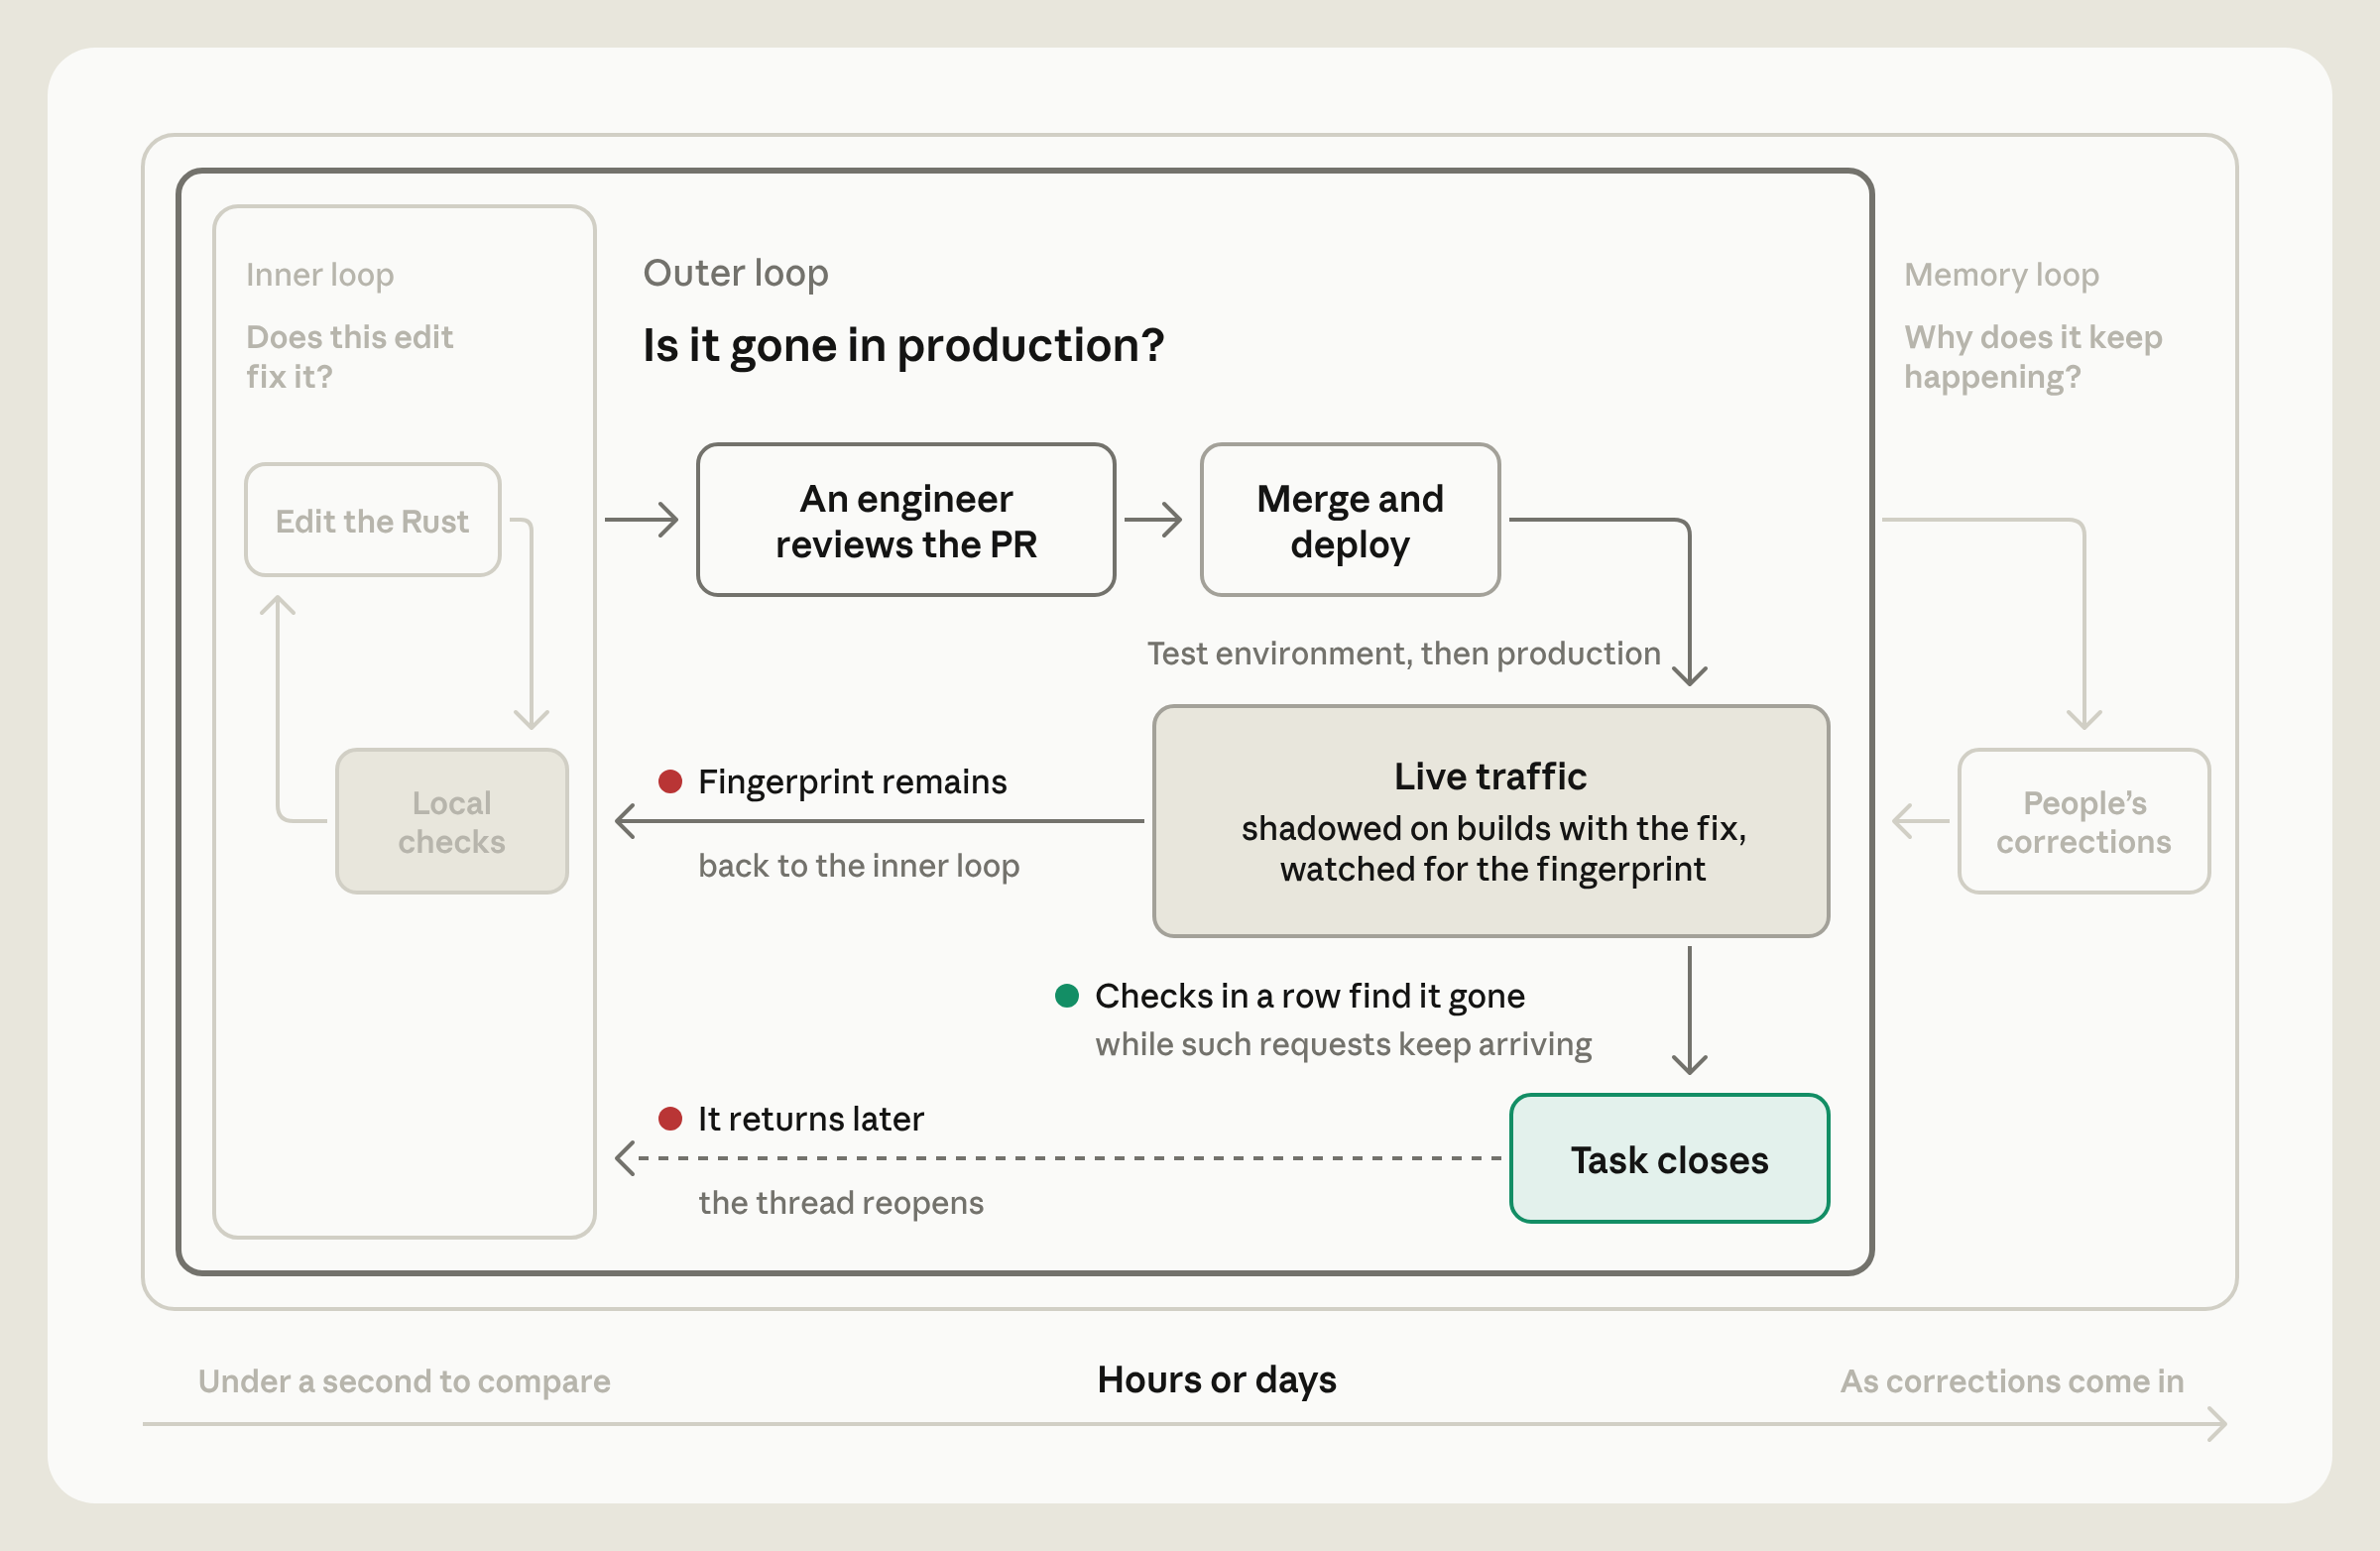 Inner loop
Does this edit
fix it?
Edit the Rust
Local
checks
Outer loop
Is it gone in production?
An engineer
reviews the PR
Merge and
deploy
Test environment, then production
Live traffic
shadowed on builds with the fix,
watched for the fingerprint
Fingerprint remains
back to the inner loop
Checks in a row find it gone
while such requests keep arriving
Task closes
It returns later
the thread reopens
Memory loop
Why does it keep
happening?
People’s
corrections
Under a second to compare
Hours or days
As corrections come in